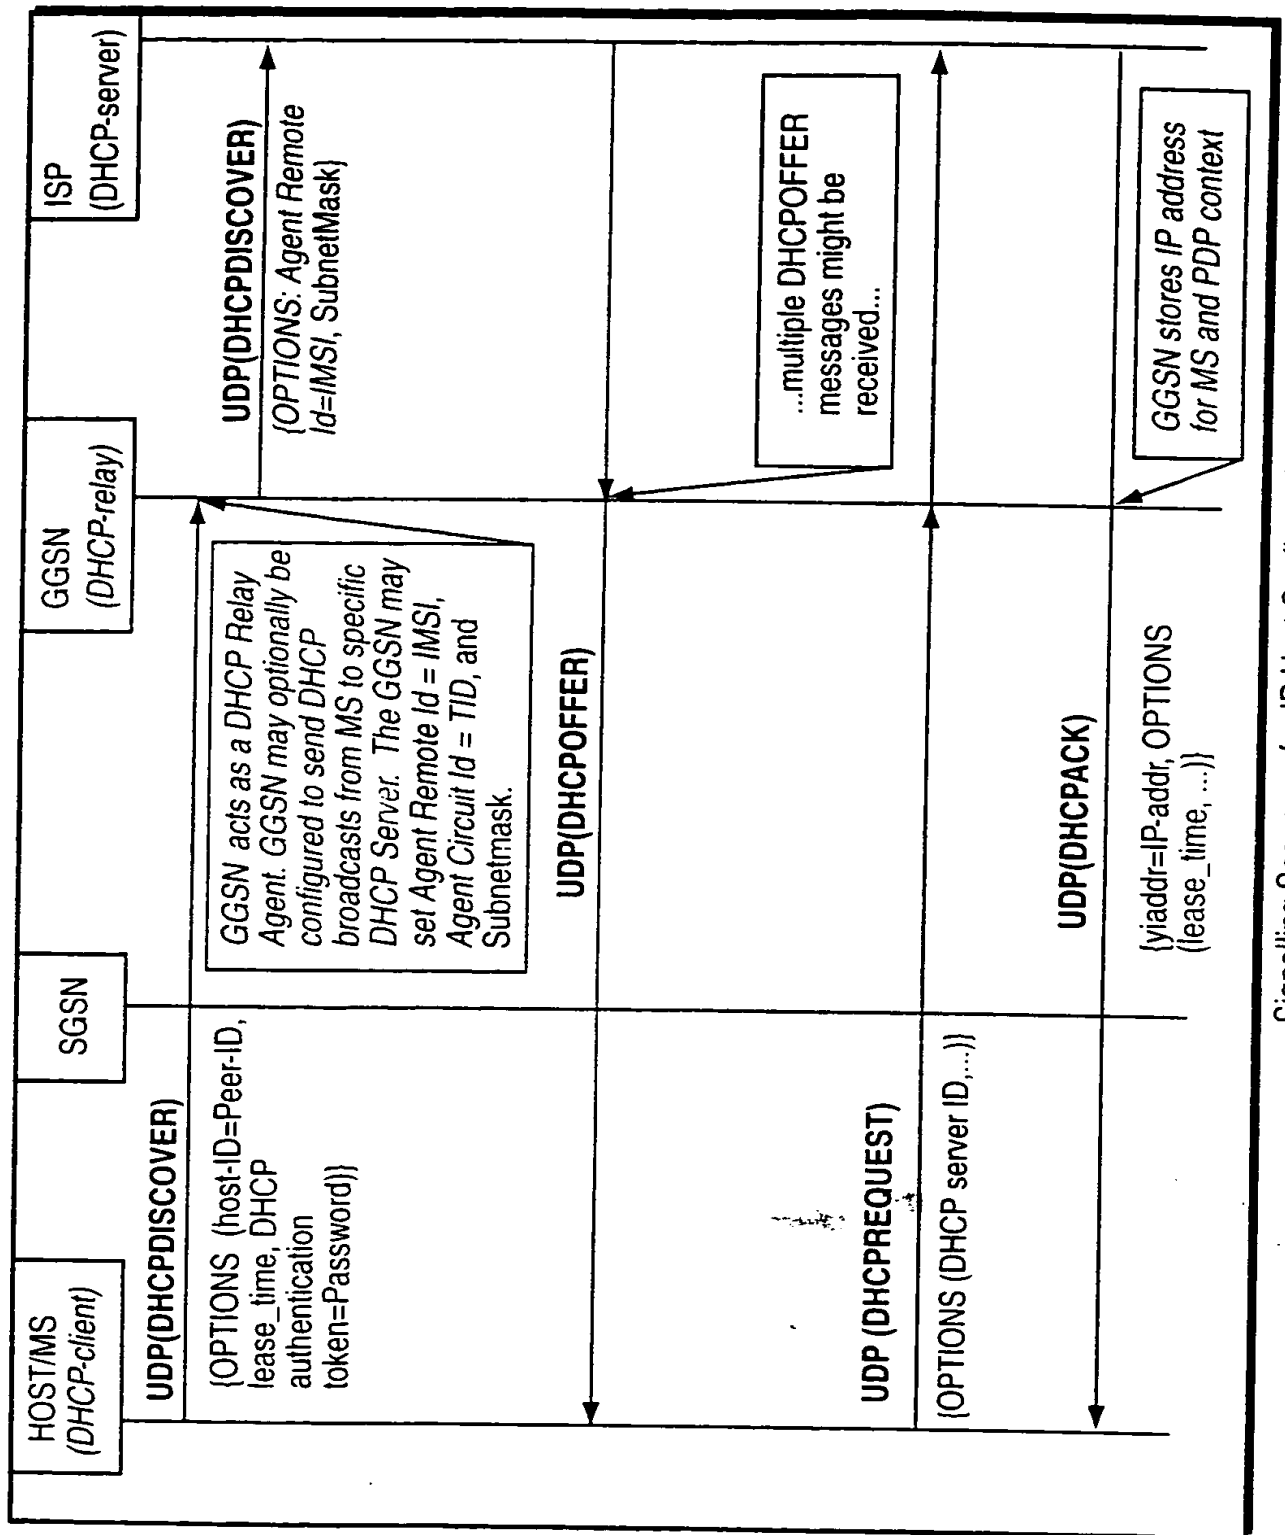 HOST/MS
(DHCP-client)
SGSN
GGSN
(DHCP-relay)
ISP
(DHCP-server)
UDP(DHCPDISCOVER)
{OPTIONS (host-ID=Peer-ID,
lease_time, DHCP
authentication
token=Password)}
GGSN acts as a DHCP Relay
Agent. GGSN may optionally be
configured to send DHCP
broadcasts from MS to specific
DHCP Server. The GGSN may
set Agent Remote Id = IMSI,
Agent Circuit Id = TID, and
Subnetmask.
UDP(DHCPDISCOVER)
{OPTIONS: Agent Remote
Id=IMSI, SubnetMask}
UDP(DHCPOFFER)
...multiple DHCPOFFER
messages might be
received...
UDP (DHCPREQUEST)
{OPTIONS (DHCP server ID,...)}
UDP(DHCPACK)
{yiaddr=IP-addr, OPTIONS
(lease_time, ...)}
GGSN stores IP address
for MS and PDP context